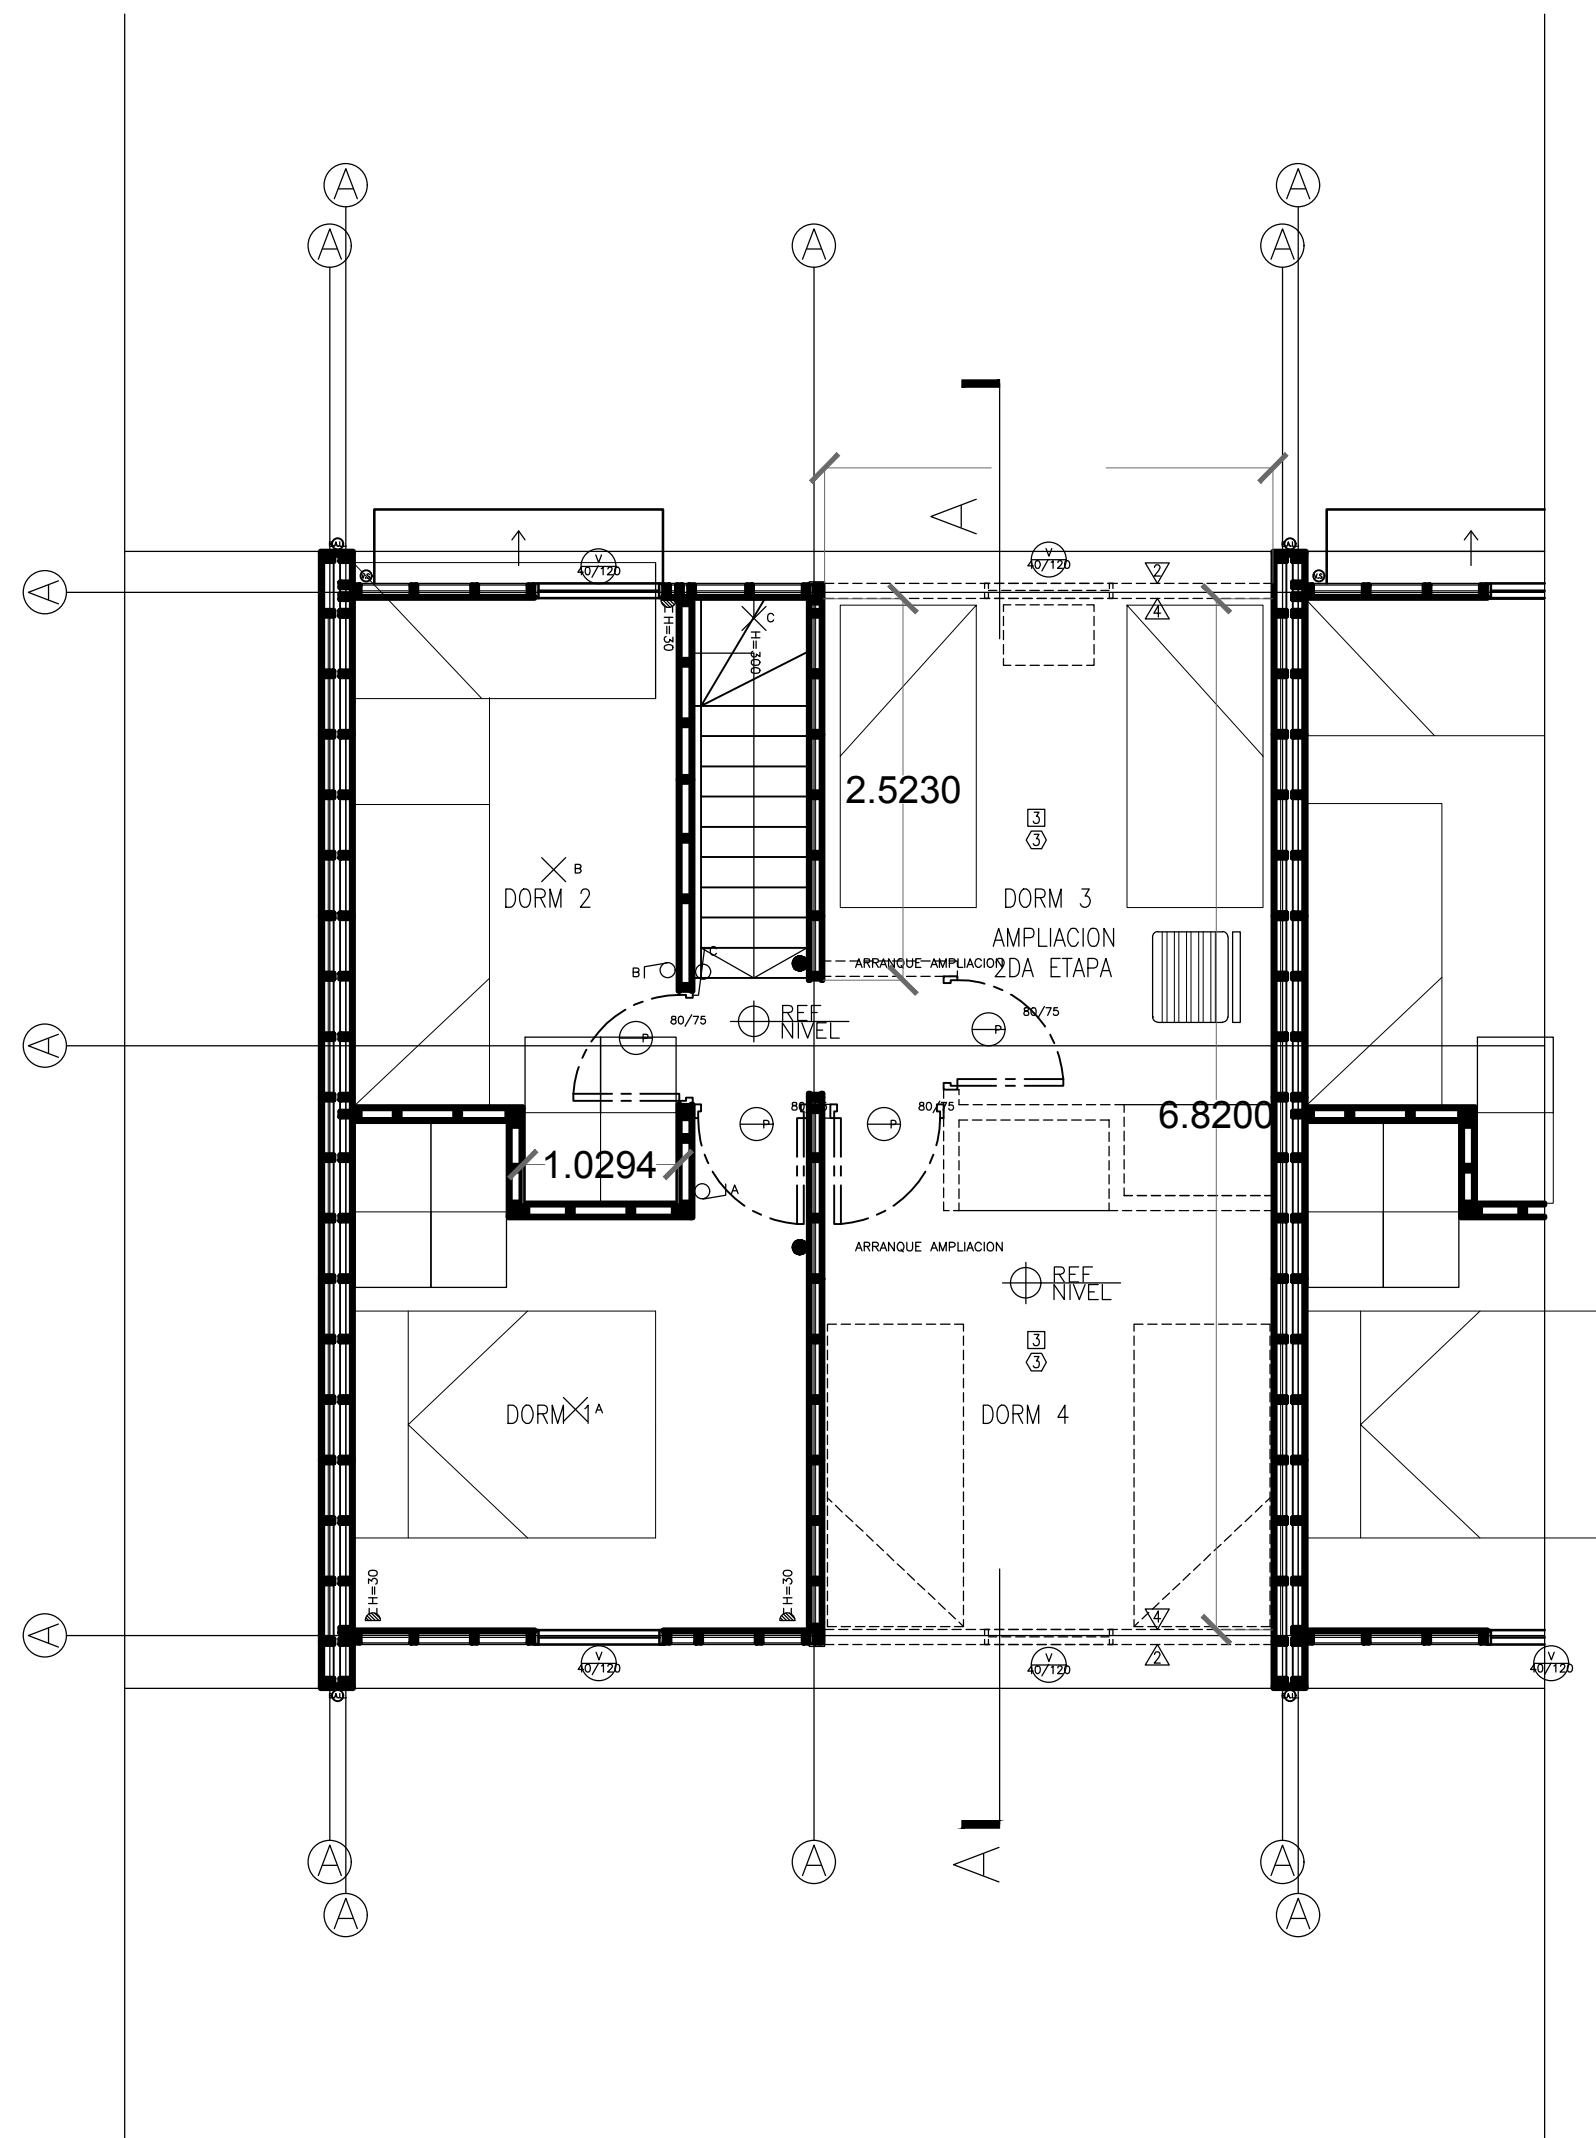 A
A
A
A
A
A
A
V
40/120
V
40/120
A
2
4
H=30
C
H=300
2.5230
3
3
B
DORM 2
DORM 3
AMPLIACION
2DA ETAPA
C
B
ARRANQUE AMPLIACION
80/75
REF
NIVEL
80/75
P
P
A
80/75
80/75
6.8200
P
P
1.0294
A
ARRANQUE AMPLIACION
REF
NIVEL
3
3
DORM 1
A
DORM 4
H=30
H=30
4
A
2
V
40/120
V
40/120
V
40/120
A
A
A
A
A
A